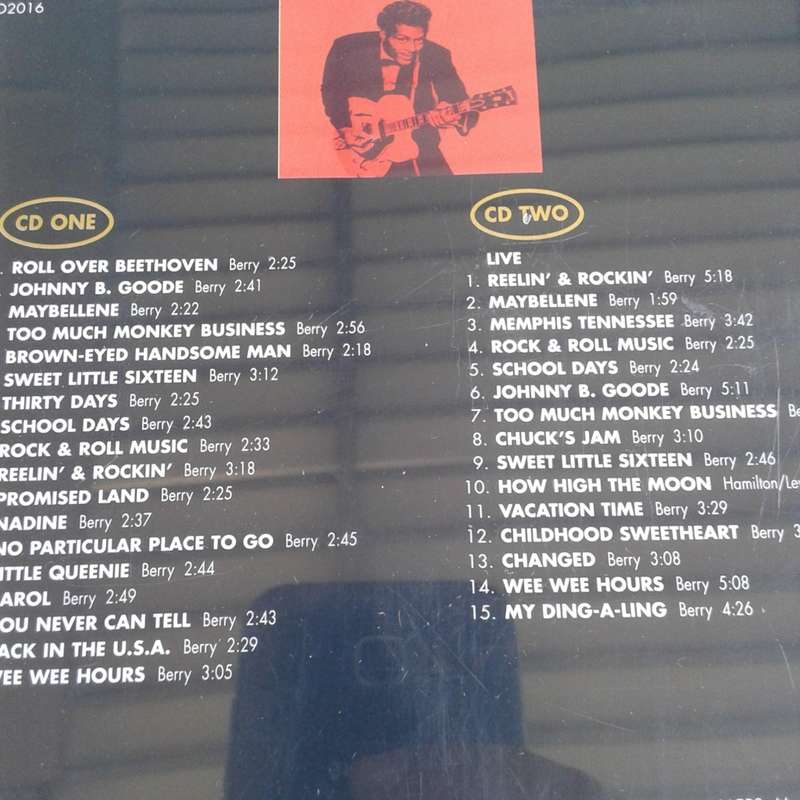 D2016
CD ONE
ROLL OVER BEETHOVEN Berry 2:25
JOHNNY B. GOODE Berry 2:41
MAYBELLENE Berry 2:22
TOO MUCH MONKEY BUSINESS Berry 2:56
BROWN-EYED HANDSOME MAN Berry 2:18
SWEET LITTLE SIXTEEN Berry 3:12
THIRTY DAYS Berry 2:25
SCHOOL DAYS Berry 2:43
ROCK & ROLL MUSIC Berry 2:33
REELIN' & ROCKIN' Berry 3:18
PROMISED LAND Berry 2:25
NADINE Berry 2:37
NO PARTICULAR PLACE TO GO Berry 2:45
ITTLE QUEENIE Berry 2:44
AROL Berry 2:49
OU NEVER CAN TELL Berry 2:43
ACK IN THE U.S.A. Berry 2:29
WEE WEE HOURS Berry 3:05
CD TWO
LIVE
1. REELIN' & ROCKIN' Berry 5:18
2. MAYBELLENE Berry 1:59
3. MEMPHIS TENNESSEE Berry 3:42
4. ROCK & ROLL MUSIC Berry 2:25
5. SCHOOL DAYS Berry 2:24
6. JOHNNY B. GOODE Berry 5:11
7. TOO MUCH MONKEY BUSINESS Be
8. CHUCK'S JAM Berry 3:10
9. SWEET LITTLE SIXTEEN Berry 2:46
10. HOW HIGH THE MOON Hamilton/Lew
11. VACATION TIME Berry 3:29
12. CHILDHOOD SWEETHEART Berry 3
13. CHANGED Berry 3:08
14. WEE WEE HOURS Berry 5:08
15. MY DING-A-LING Berry 4:26